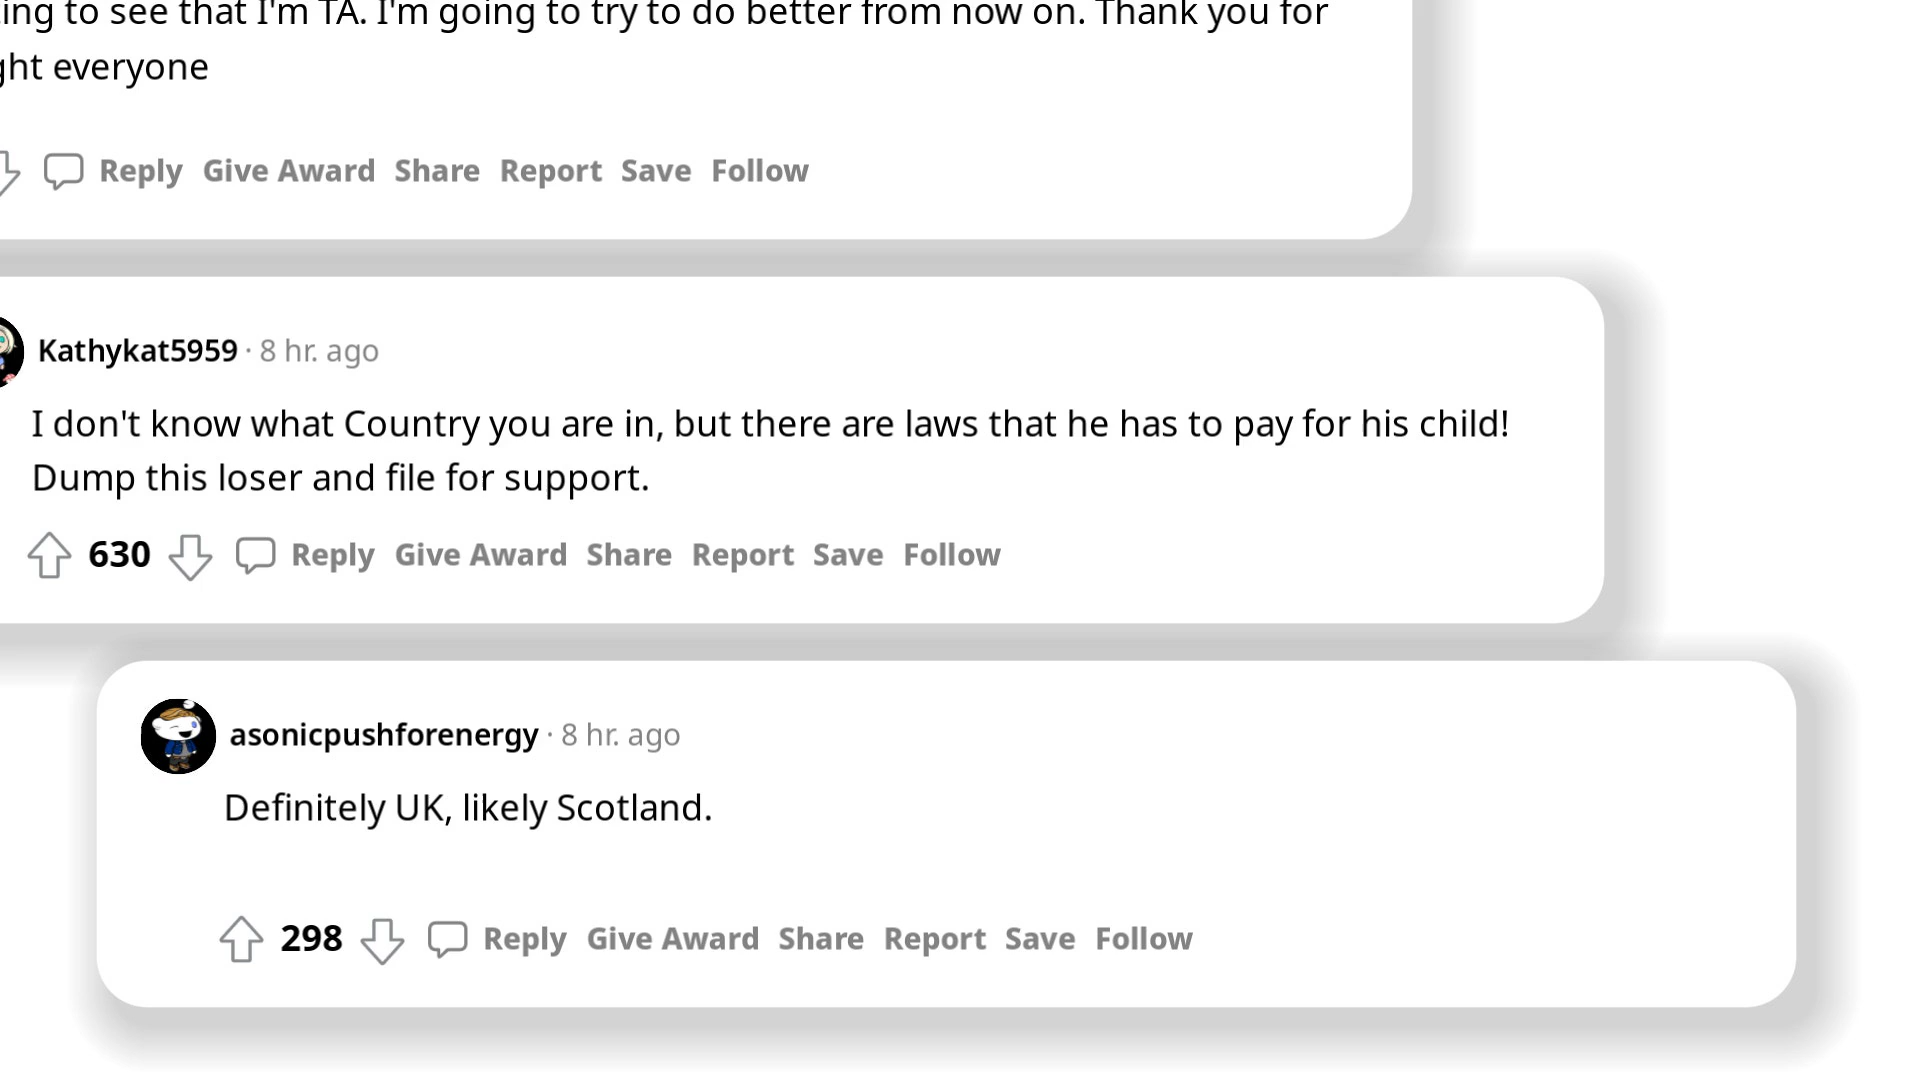 ing to see that I'm TA. I'm going to try to do better from now on. Thank you for
ght everyone
Reply Give Award Share Report Save Follow
Kathykat5959 · 8 hr. ago
I don't know what Country you are in, but there are laws that he has to pay for his child!
Dump this loser and file for support.
630 Reply Give Award Share Report Save Follow
asonicpushforenergy · 8 hr. ago
Definitely UK, likely Scotland.
298 Reply Give Award Share Report Save Follow